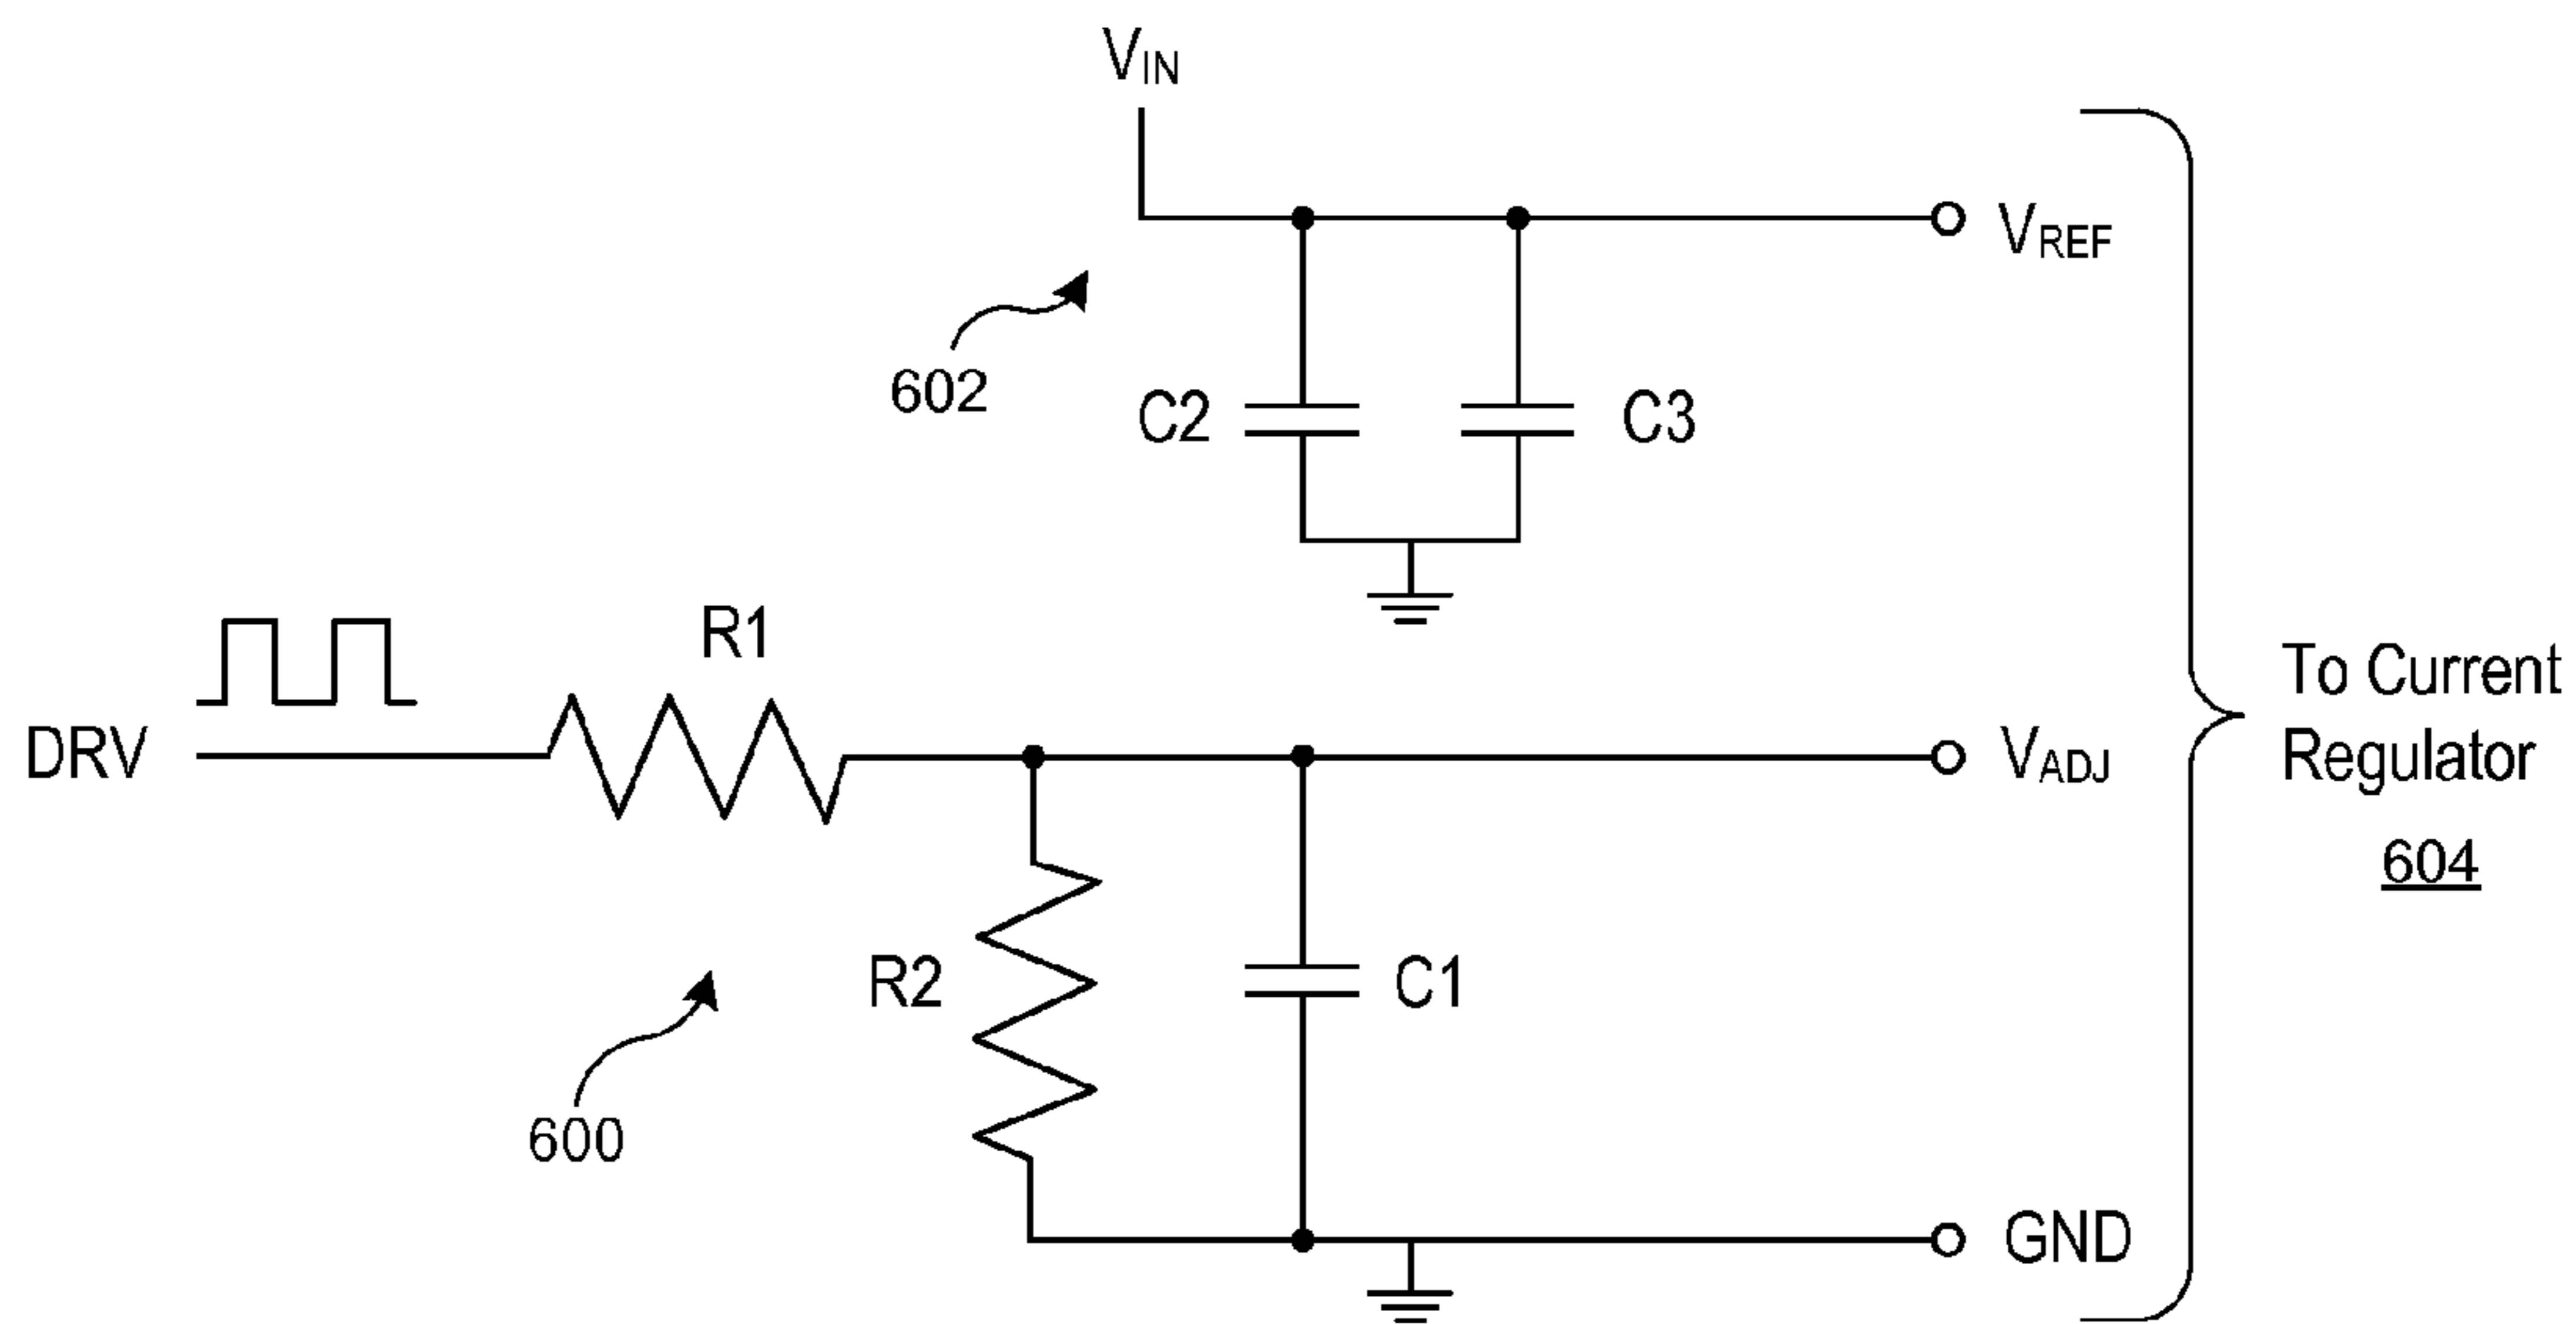 VIN
VREF
602
C2
C3
R1
DRV
VADJ
To Current
Regulator
604
R2
C1
600
GND